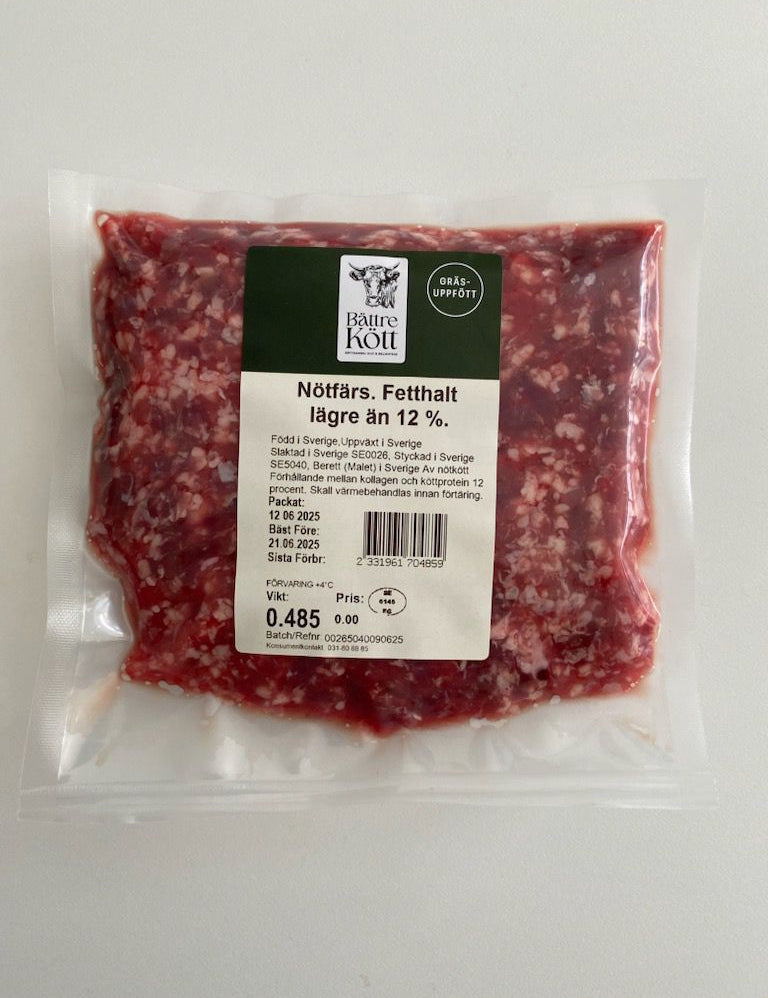 Bättre
Kött
GRÄS-
UPPFÖTT
Nötfärs. Fetthalt
lägre än 12 %.
Född i Sverige,Uppväxt i Sverige
Slaktad i Sverige SE0026, Styckad i Sverige
SE5040, Berett (Malet) i Sverige Av nötkött
Förhållande mellan kollagen och köttprotein 12
procent. Skall värmebehandlas innan förtäring.
Packat:
12 06 2025
Bäst Före:
21.06.2025
Sista Förbr:
2 331961 704859
FÖRVARING +4°C
Vikt: Pris:
0.485 0.00
SE
6146
EG
Batch/Refnr 00265040090625
Konsumentkontakt. 031-80 88 85